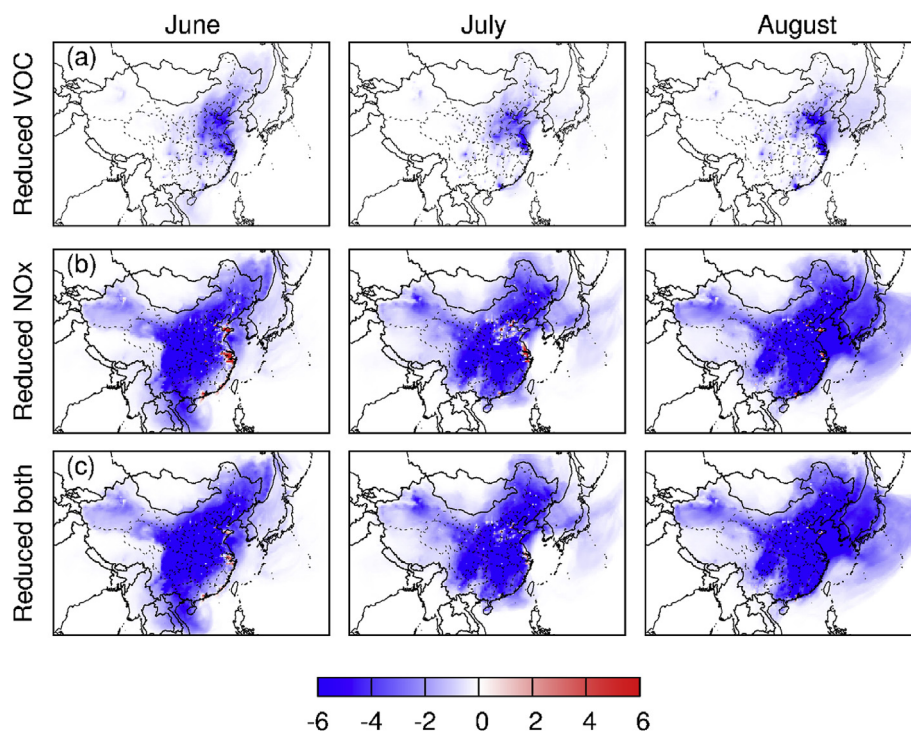 June July August
(a)
Reduced VOC
(b)
Reduced NOx
(c)
Reduced both
-6 -4 -2 0 2 4 6